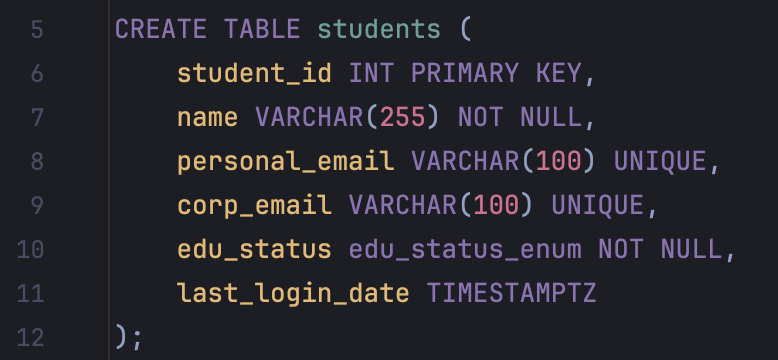 5 CREATE TABLE students (
6 student_id INT PRIMARY KEY,
7 name VARCHAR(255) NOT NULL,
8 personal_email VARCHAR(100) UNIQUE,
9 corp_email VARCHAR(100) UNIQUE,
10 edu_status edu_status_enum NOT NULL,
11 last_login_date TIMESTAMPTZ
12 );